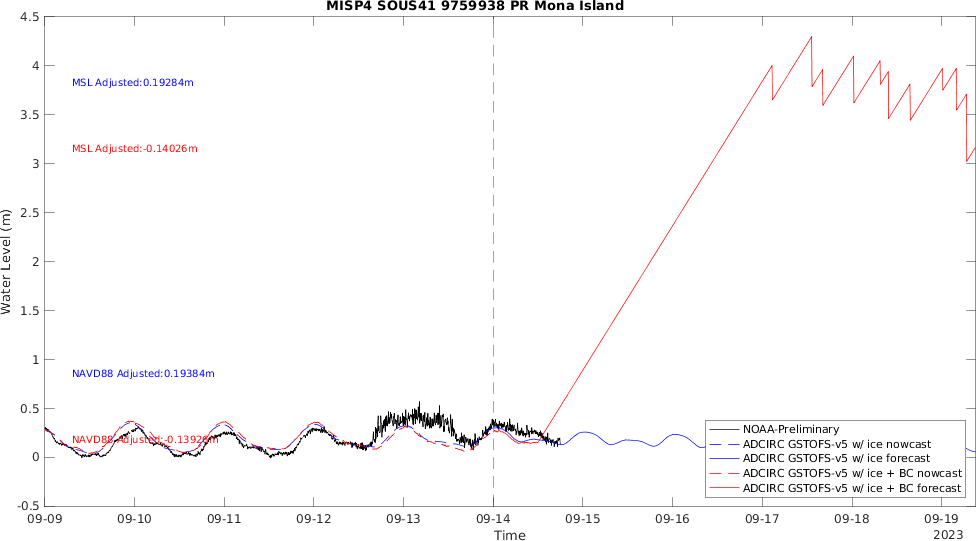 MISP4 SOUS41 9759938 PR Mona Island
4.5
4
3.5
3
2.5
2
1.5
1
0.5
0
-0.5
Water Level (m)
MSL Adjusted:0.19284m
MSL Adjusted:-0.14026m
NAVD88 Adjusted:0.19384m
NAVD88 Adjusted:-0.13926m
NOAA-Preliminary
ADCIRC GSTOFS-v5 w/ ice nowcast
ADCIRC GSTOFS-v5 w/ ice forecast
ADCIRC GSTOFS-v5 w/ ice + BC nowcast
ADCIRC GSTOFS-v5 w/ ice + BC forecast
09-09 09-10 09-11 09-12 09-13 09-14 09-15 09-16 09-17 09-18 09-19
Time
2023